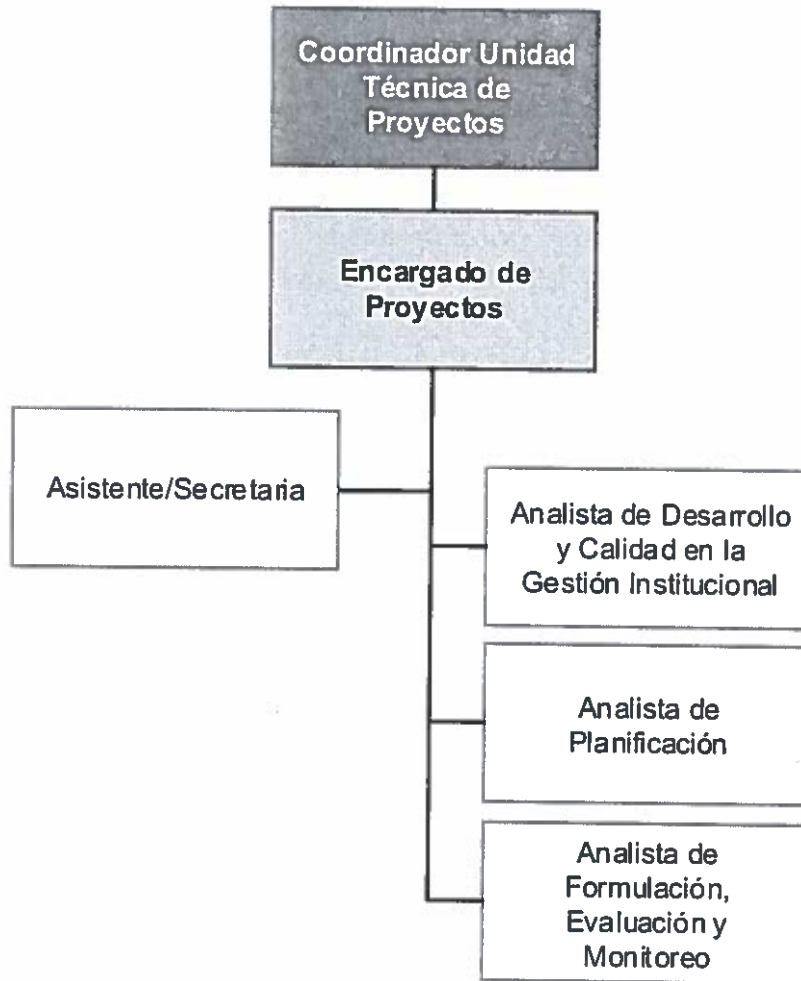 Coordinador Unidad
Técnica de
Proyectos
Encargado de
Proyectos
Asistente/Secretaria
Analista de Desarrollo
y Calidad en la
Gestión Institucional
Analista de
Planificación
Analista de
Formulación,
Evaluación y
Monitoreo